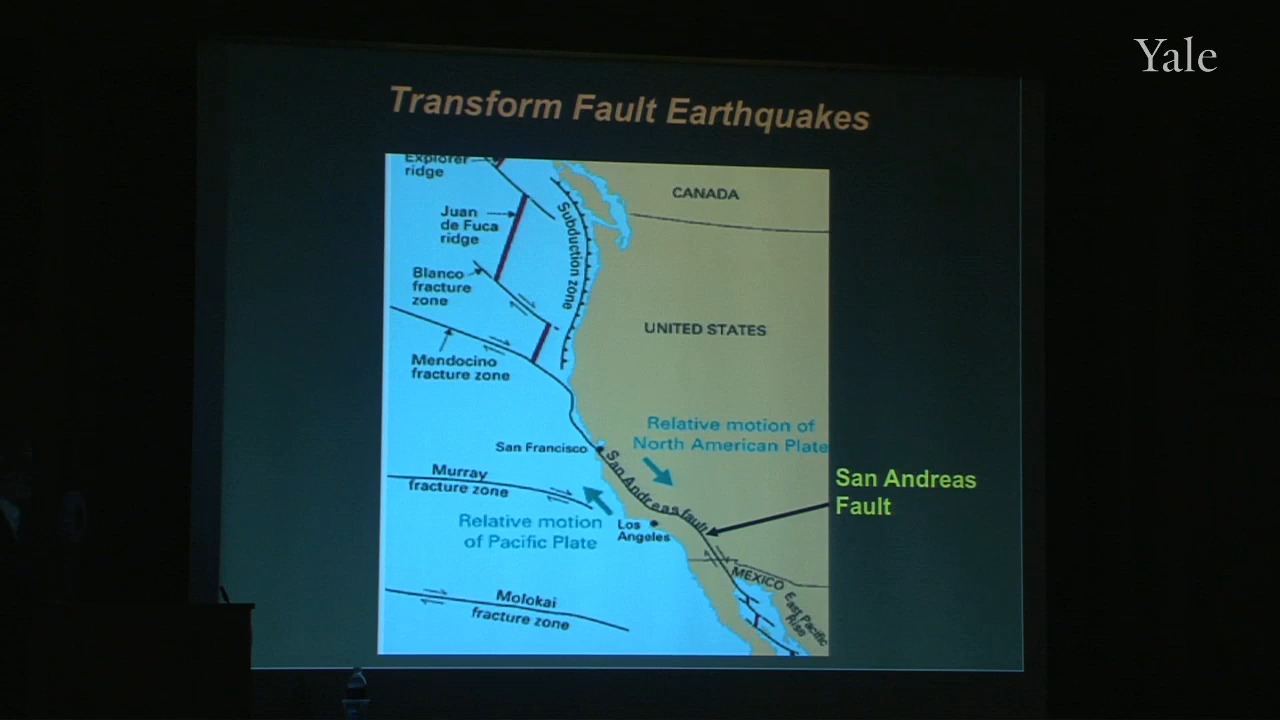 Yale
Transform Fault Earthquakes
Explorer
ridge
CANADA
Juan
de Fuca
ridge
Subduction zone
Blanco
fracture
zone
UNITED STATES
Mendocino
fracture zone
Relative motion of
North American Plate
San Francisco
San Andreas fault
Murray
fracture zone
San Andreas
Fault
Relative motion
of Pacific Plate
Los
Angeles
MEXICO
East Pacific
Rise
Molokai
fracture zone